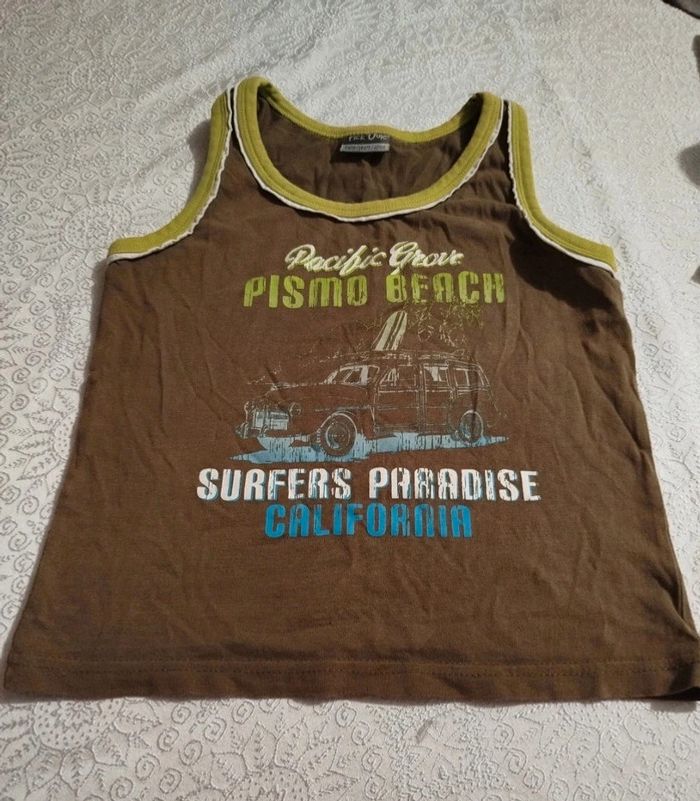 Pacific Grove
PISMO BEACH
SURFERS PARADISE
CALIFORNIA